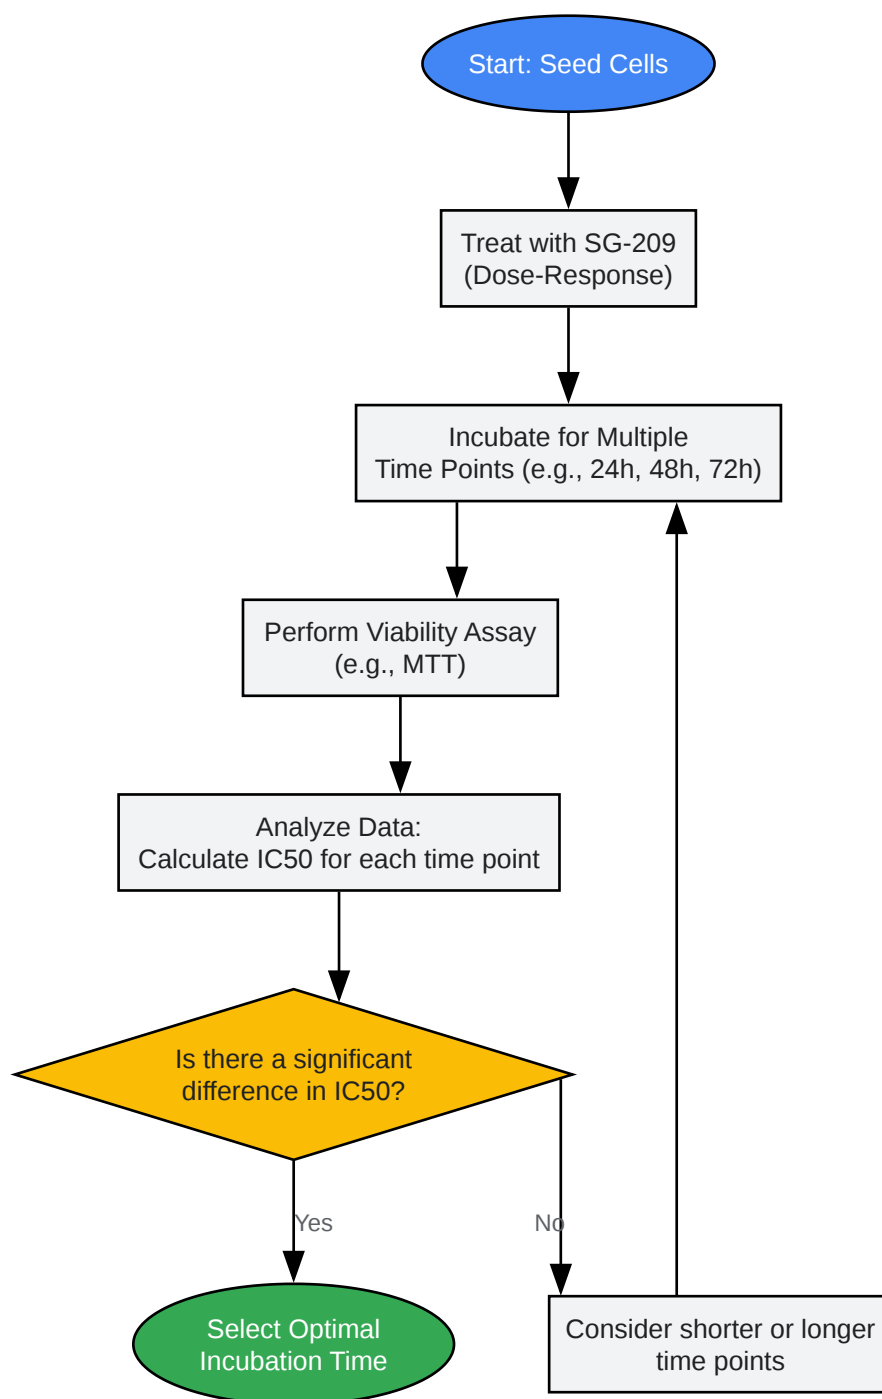 Start: Seed Cells
Treat with SG-209
(Dose-Response)
Incubate for Multiple
Time Points (e.g., 24h, 48h, 72h)
Perform Viability Assay
(e.g., MTT)
Analyze Data:
Calculate IC50 for each time point
Is there a significant
difference in IC50?
Yes
No
Select Optimal
Incubation Time
Consider shorter or longer
time points